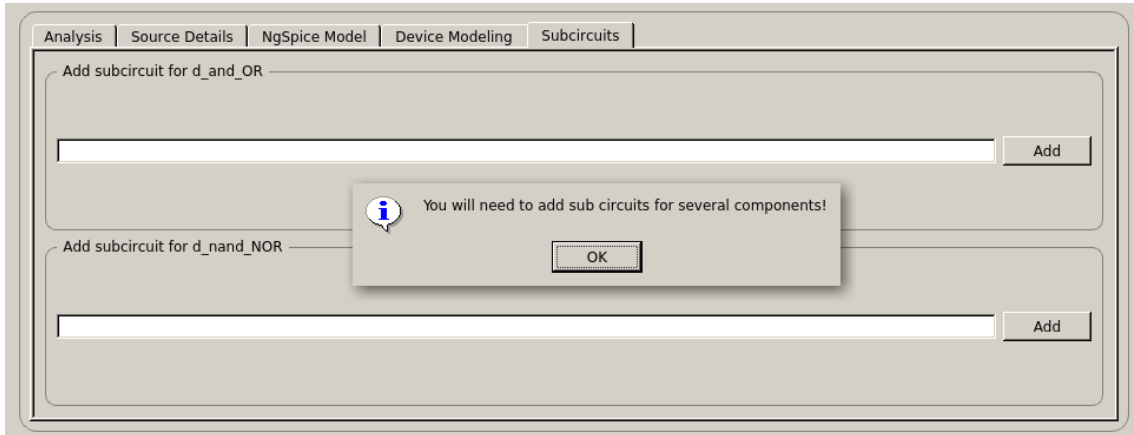 Analysis Source Details NgSpice Model Device Modeling Subcircuits
Add subcircuit for d_and_OR
Add
You will need to add sub circuits for several components!
OK
Add subcircuit for d_nand_NOR
Add